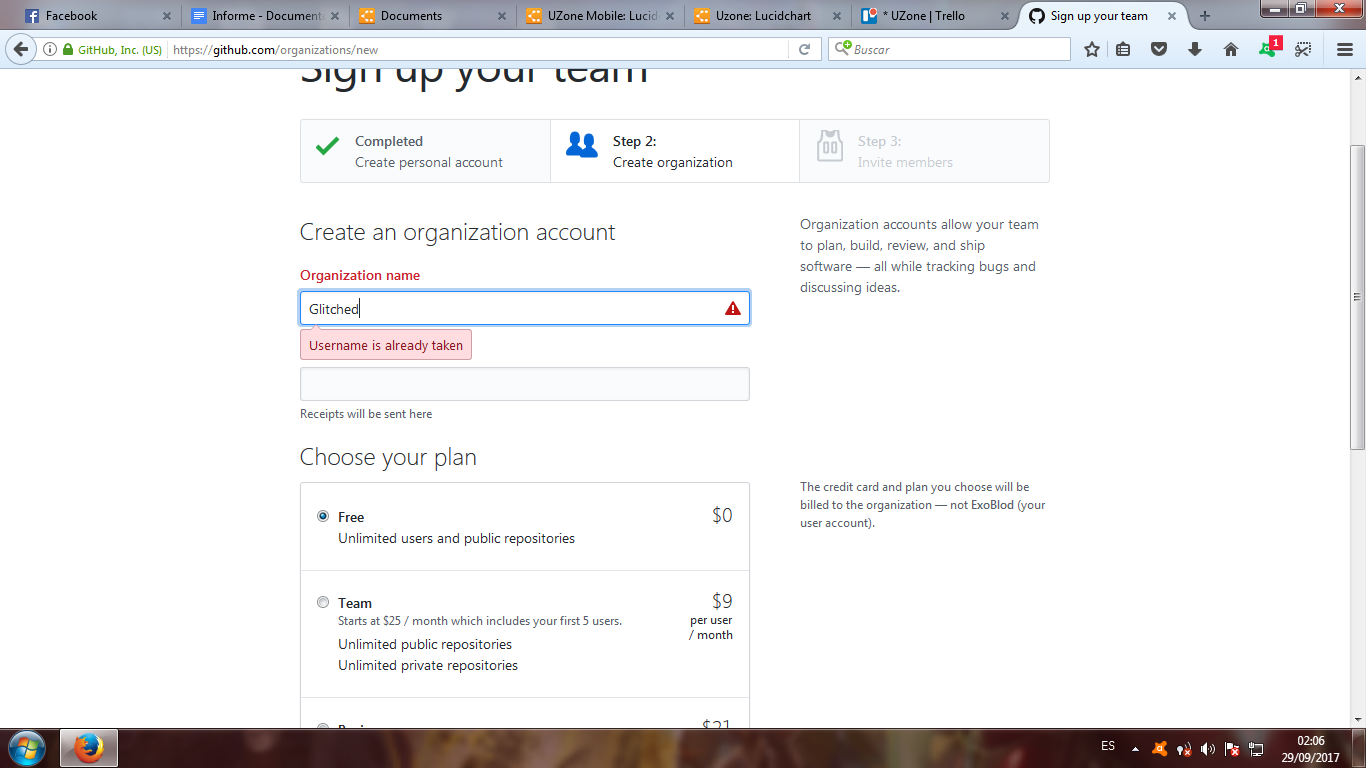 Facebook
Informe - Document
Documents
UZone Mobile: Lucid
Uzone: Lucidchart
* UZone | Trello
Sign up your team
GitHub, Inc. (US)
https://github.com/organizations/new
Buscar
1
Sign up your team
Completed
Create personal account
Step 2:
Create organization
Step 3:
Invite members
Create an organization account
Organization name
Glitched
Username is already taken
Receipts will be sent here
Organization accounts allow your team
to plan, build, review, and ship
software — all while tracking bugs and
discussing ideas.
Choose your plan
Free
$0
Unlimited users and public repositories
The credit card and plan you choose will be
billed to the organization — not ExoBlod (your
user account).
Team
$9
Starts at $25 / month which includes your first 5 users.
per user
/ month
Unlimited public repositories
Unlimited private repositories
$21
ES
02:06
29/09/2017